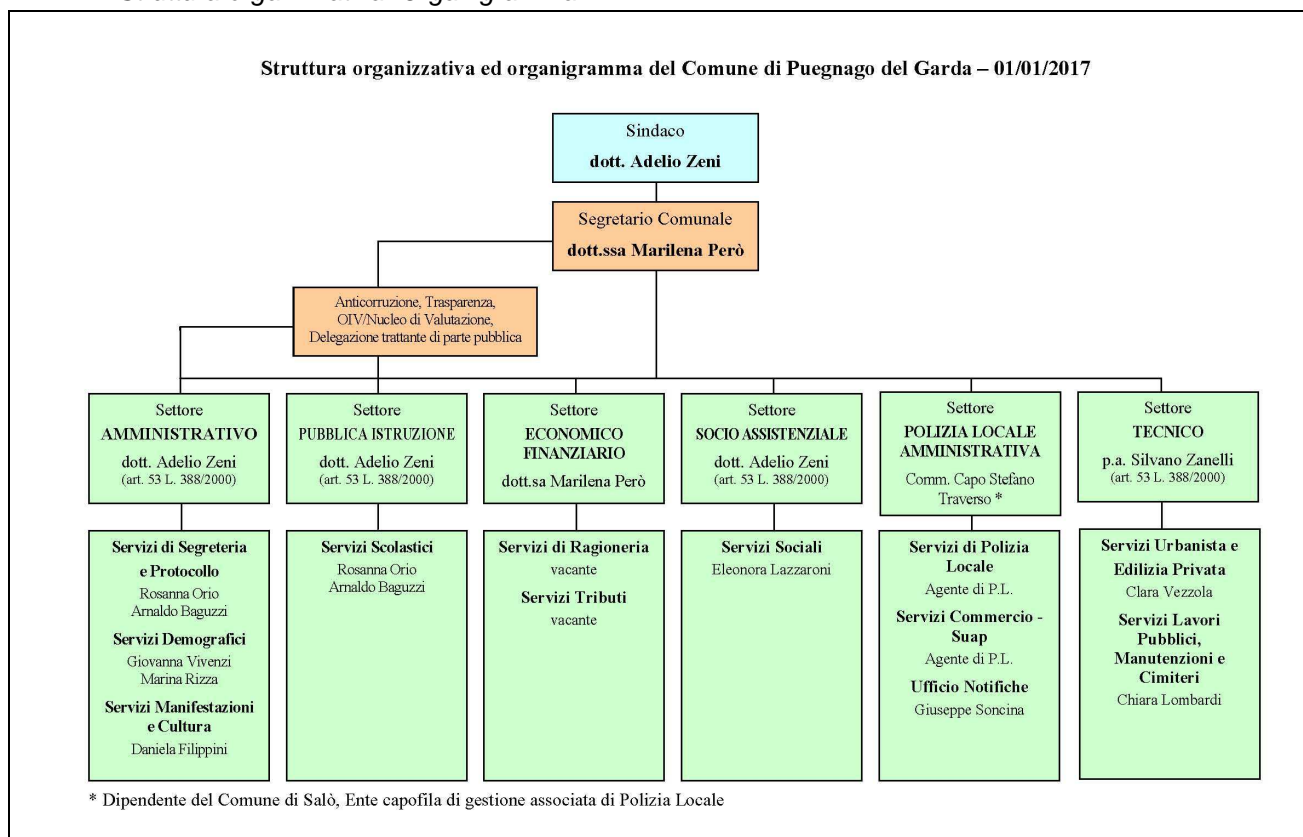 Struttura organizzativa: organigramma
Struttura organizzativa ed organigramma del Comune di Puegnago del Garda – 01/01/2017
Sindaco
dott. Adelio Zeni
Segretario Comunale
dott.ssa Marilena Però
Anticorruzione, Trasparenza,
OIV/Nucleo di Valutazione,
Delegazione trattante di parte pubblica
Settore
AMMINISTRATIVO
dott. Adelio Zeni
(art. 53 L. 388/2000)
Settore
PUBBLICA ISTRUZIONE
dott. Adelio Zeni
(art. 53 L. 388/2000)
Settore
ECONOMICO
FINANZIARIO
dott.sa Marilena Però
Settore
SOCIO ASSISTENZIALE
dott. Adelio Zeni
(art. 53 L. 388/2000)
Settore
POLIZIA LOCALE
AMMINISTRATIVA
Comm. Capo Stefano
Traverso *
Settore
TECNICO
p.a. Silvano Zanelli
(art. 53 L. 388/2000)
Servizi di Segreteria
e Protocollo
Rosanna Orio
Arnaldo Baguzzi
Servizi Demografici
Giovanna Vivenzi
Marina Rizza
Servizi Manifestazioni
e Cultura
Daniela Filippini
Servizi Scolastici
Rosanna Orio
Arnaldo Baguzzi
Servizi di Ragioneria
vacante
Servizi Tributi
vacante
Servizi Sociali
Eleonora Lazzaroni
Servizi di Polizia
Locale
Agente di P.L.
Servizi Commercio -
Suap
Agente di P.L.
Ufficio Notifiche
Giuseppe Soncina
Servizi Urbanista e
Edilizia Privata
Clara Vezzola
Servizi Lavori
Pubblici,
Manutenzioni e
Cimiteri
Chiara Lombardi
* Dipendente del Comune di Salò, Ente capofila di gestione associata di Polizia Locale